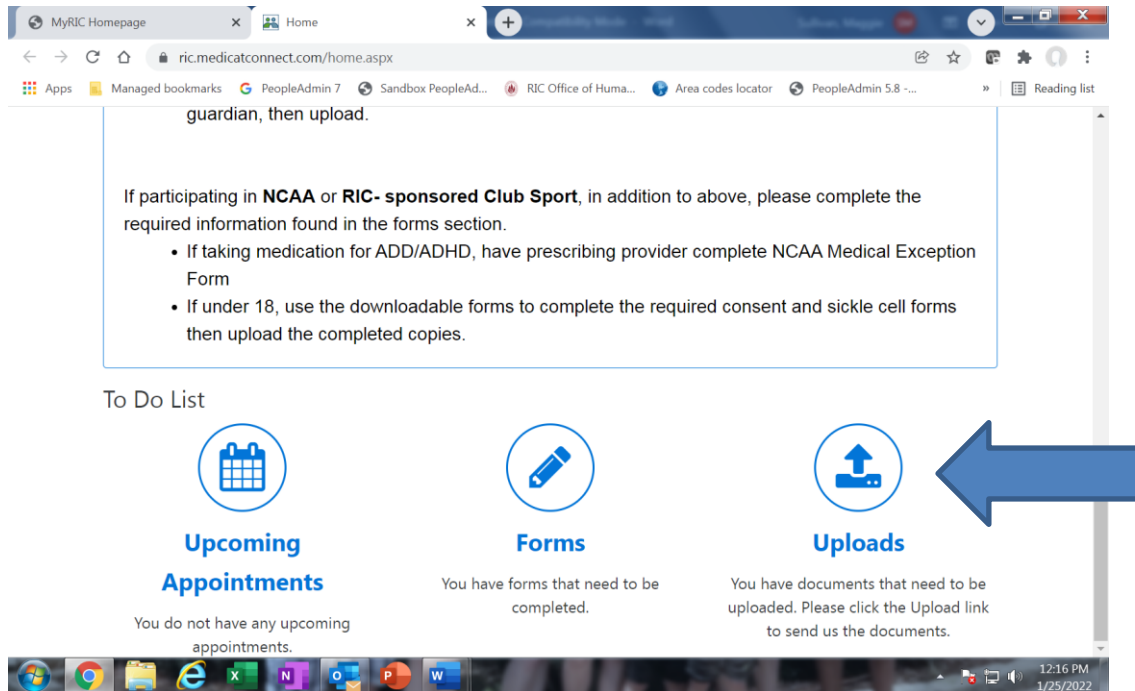 MyRIC Homepage
Home
ric.medicatconnect.com/home.aspx
Apps
Managed bookmarks
PeopleAdmin 7
Sandbox PeopleAd...
RIC Office of Huma...
Area codes locator
PeopleAdmin 5.8 -...
»
Reading list
guardian, then upload.
If participating in NCAA or RIC- sponsored Club Sport, in addition to above, please complete the
required information found in the forms section.
• If taking medication for ADD/ADHD, have prescribing provider complete NCAA Medical Exception
Form
• If under 18, use the downloadable forms to complete the required consent and sickle cell forms
then upload the completed copies.
To Do List
Upcoming
Appointments
You do not have any upcoming
appointments.
Forms
You have forms that need to be
completed.
Uploads
You have documents that need to be
uploaded. Please click the Upload link
to send us the documents.
12:16 PM
1/25/2022